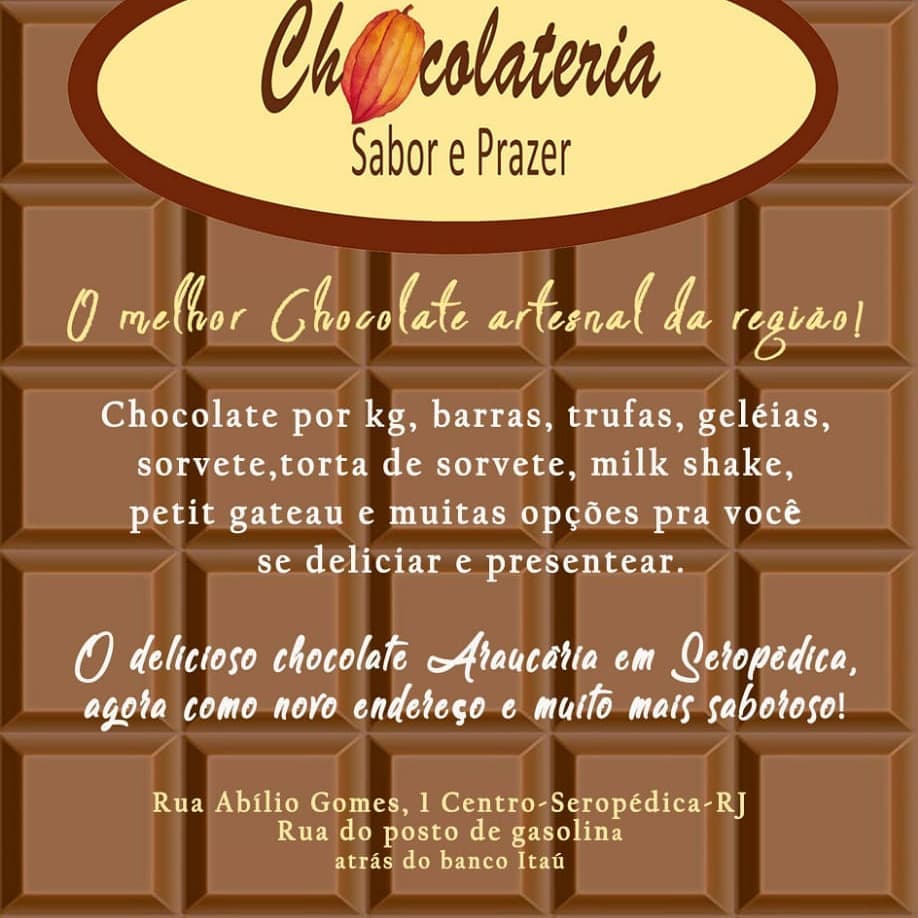 Chocolateria
Sabor e Prazer
O melhor Chocolate artesnal da região!
Chocolate por kg, barras, trufas, geléias,
sorvete,torta de sorvete, milk shake,
petit gateau e muitas opções pra você
se deliciar e presentear.
O delicioso chocolate Araucária em Seropédica,
agora como novo endereço e muito mais saboroso!
Rua Abílio Gomes, 1 Centro-Seropédica-RJ
Rua do posto de gasolina
atrás do banco Itaú